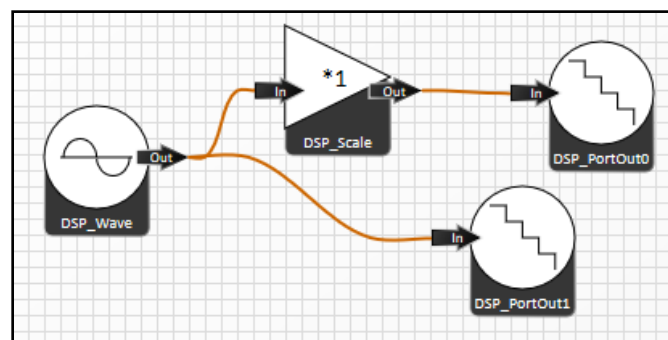 *1
In
Out
DSP_Scale
In
DSP_PortOut0
Out
DSP_Wave
In
DSP_PortOut1